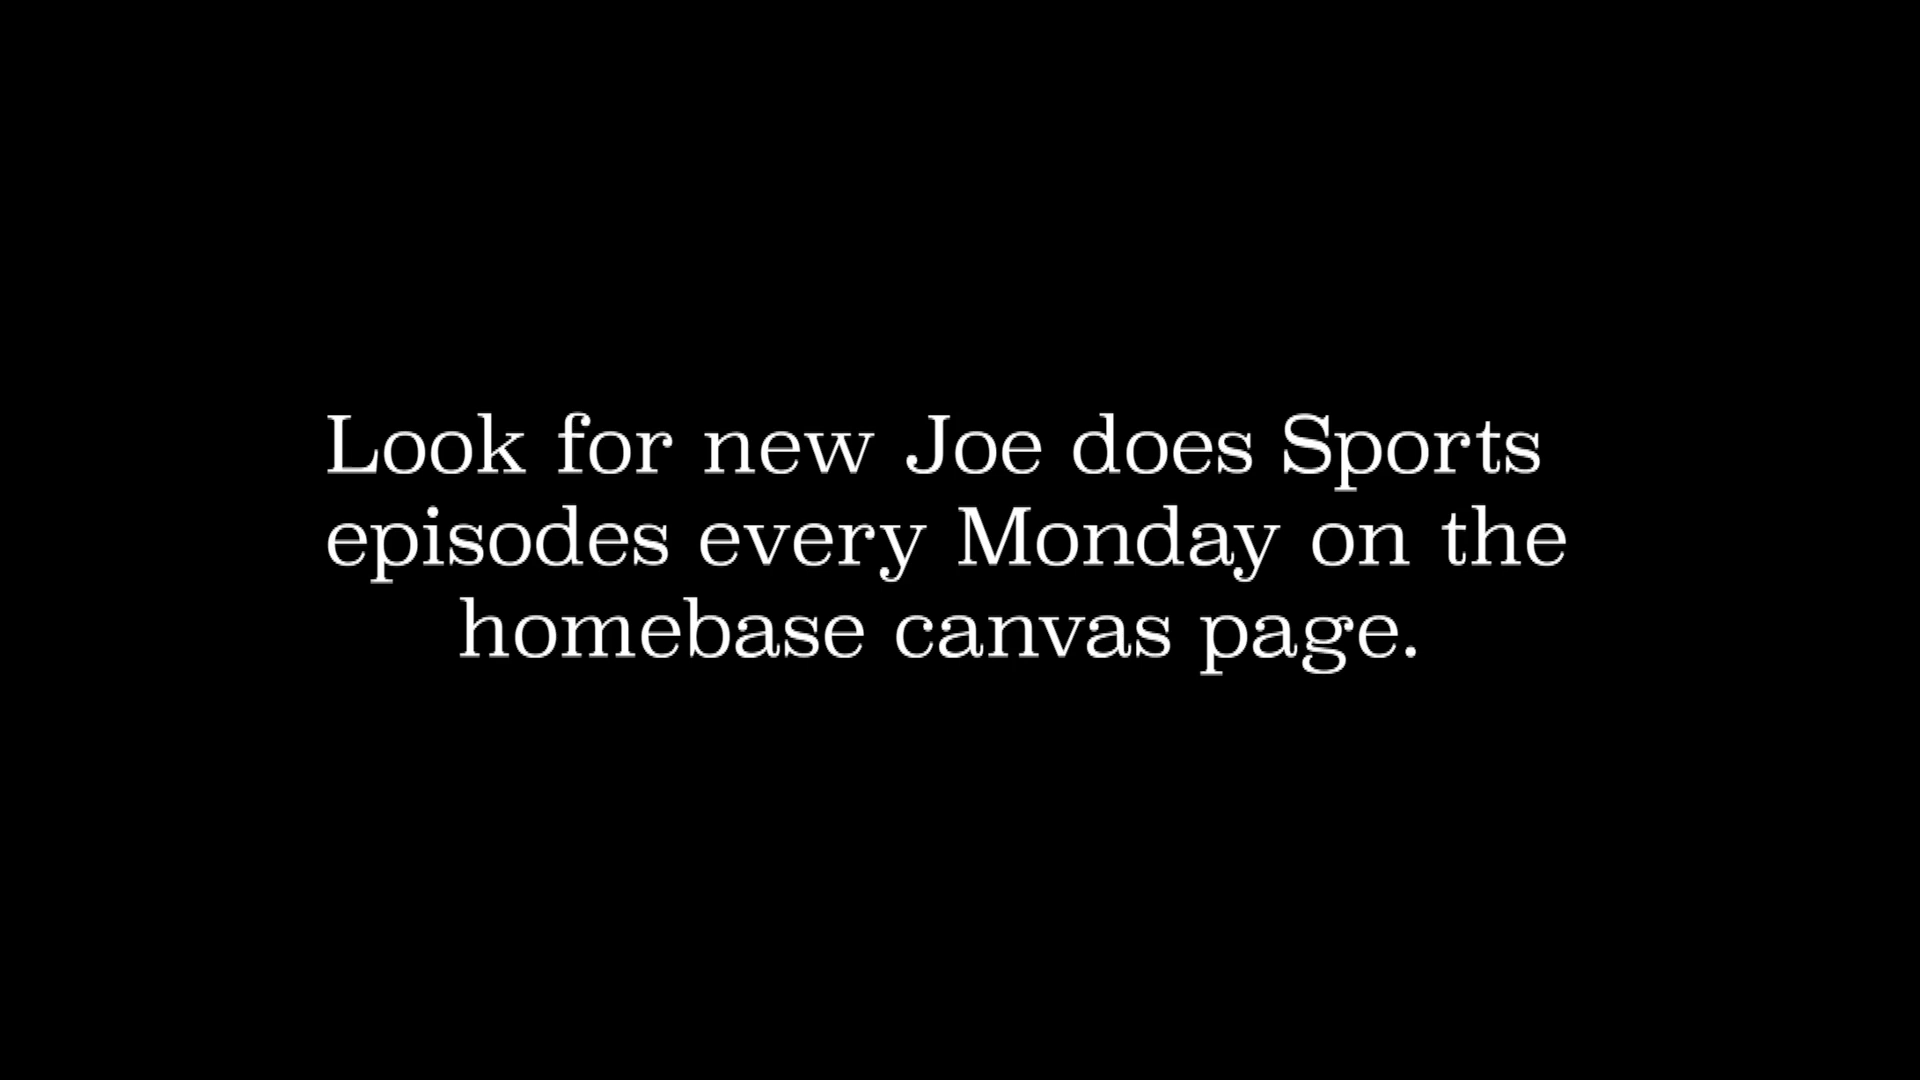 Look for new Joe does Sports
episodes every Monday on the
homebase canvas page.